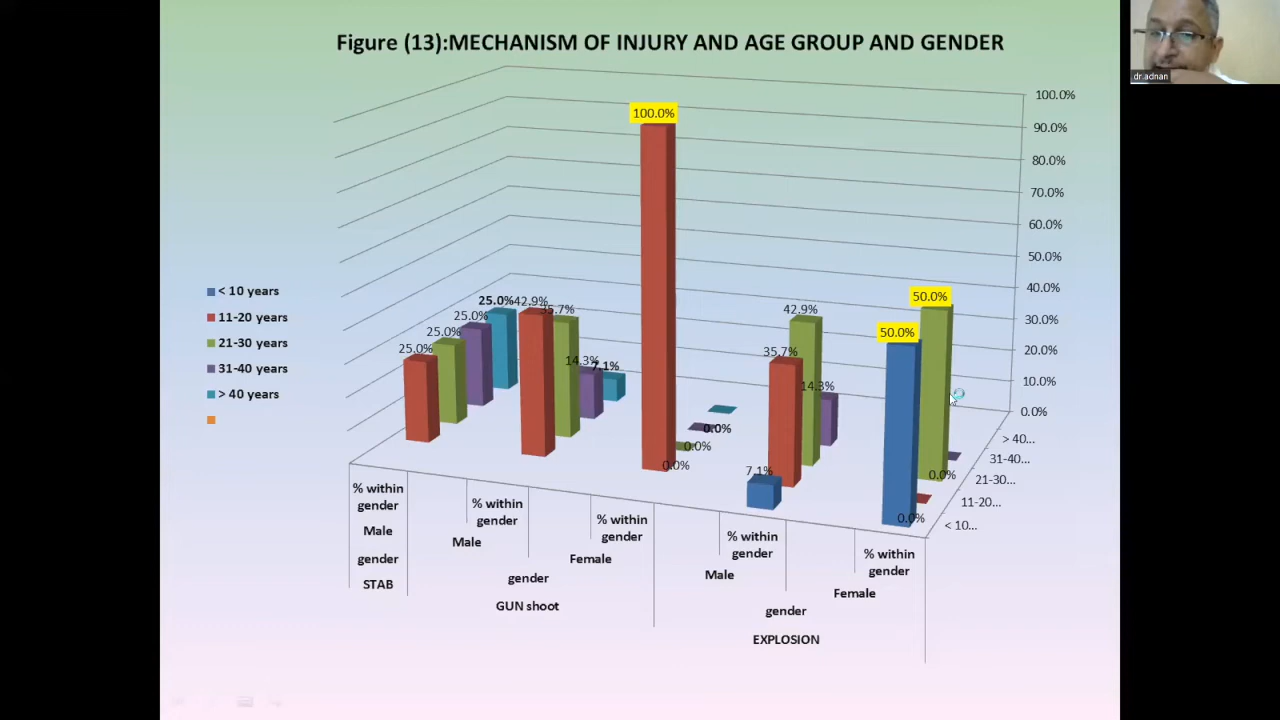 Figure (13):MECHANISM OF INJURY AND AGE GROUP AND GENDER
dr.adnan
100.0%
90.0%
80.0%
70.0%
60.0%
50.0%
40.0%
30.0%
20.0%
10.0%
0.0%
> 40...
31-40...
21-30...
11-20...
< 10...
< 10 years
11-20 years
21-30 years
31-40 years
> 40 years
25.0%
25.0%
25.0%
25.0%
42.9%
35.7%
14.3%
7.1%
100.0%
0.0%
0.0%
0.0%
7.1%
35.7%
42.9%
14.3%
50.0%
50.0%
0.0%
0.0%
% within
gender
Male
gender
STAB
% within
gender
Male
% within
gender
Female
gender
GUN shoot
% within
gender
Male
% within
gender
Female
gender
EXPLOSION